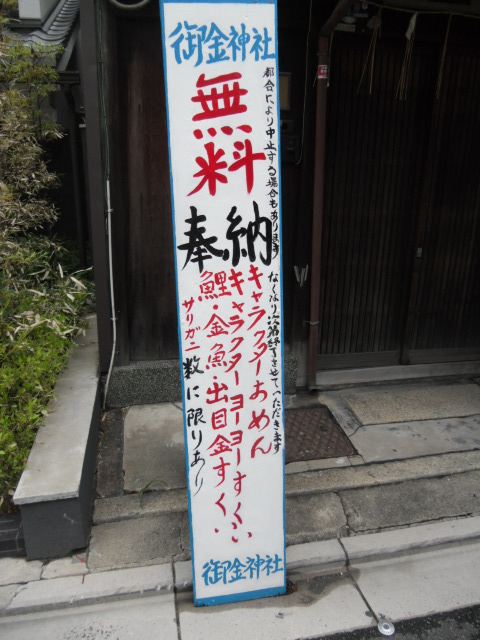 御金神社
無料
奉納
都合により中止する場合もあります
なくなり次第終了させていただきます
キャラクターおめん
キャラクターヨーヨーすくい
鯉・金魚・出目金すくい
サリガニ数に限りあり
御金神社